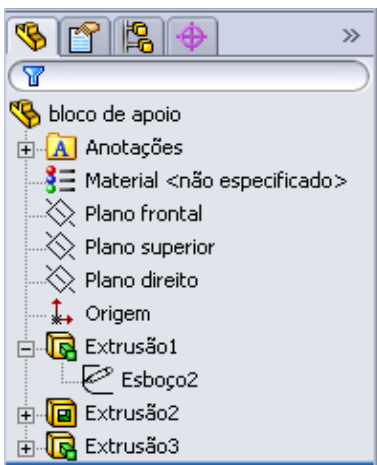 »
bloco de apoio
A Anotações
Material <não especificado>
Plano frontal
Plano superior
Plano direito
Origem
Extrusão1
Esboço2
Extrusão2
Extrusão3